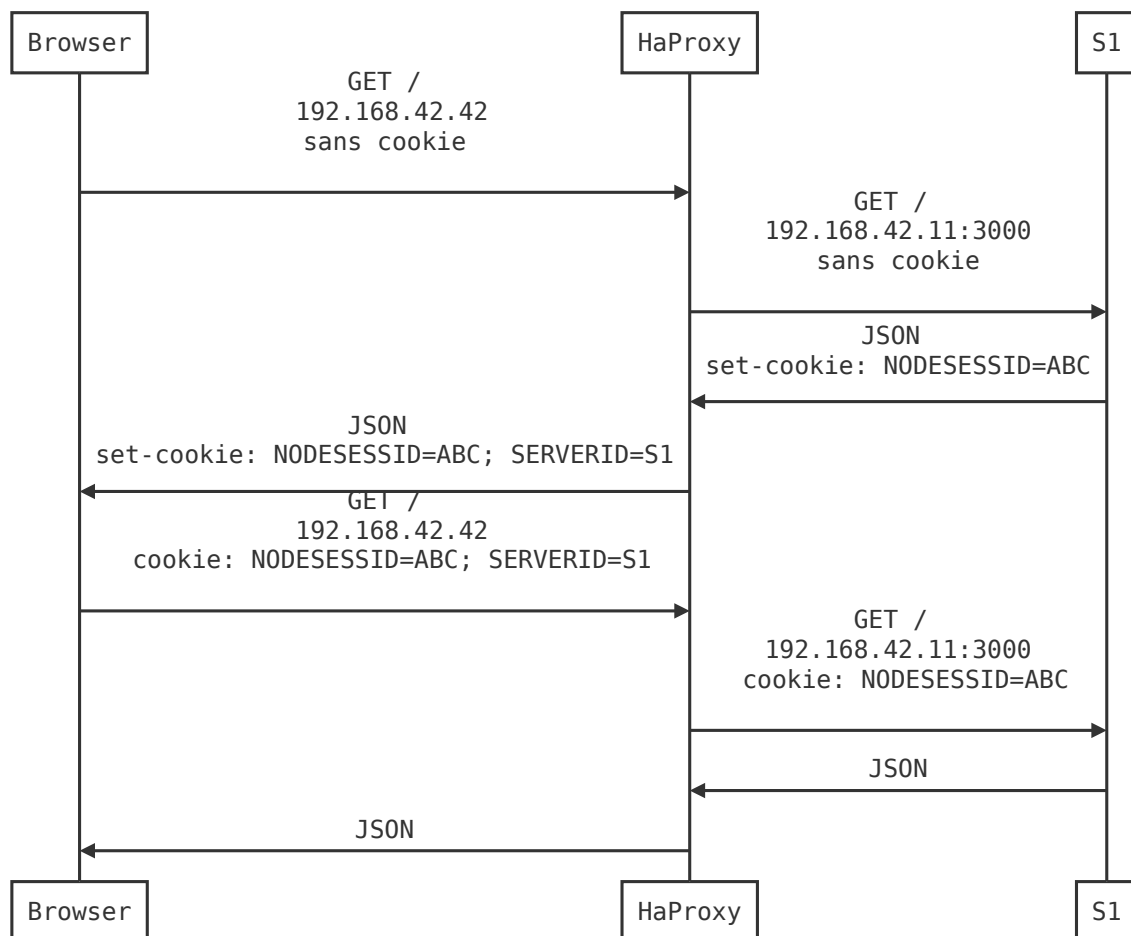 Browser
HaProxy
S1
GET /
192.168.42.42
sans cookie
GET /
192.168.42.11:3000
sans cookie
JSON
set-cookie: NODESESSID=ABC
JSON
set-cookie: NODESESSID=ABC; SERVERID=S1
GET /
192.168.42.42
cookie: NODESESSID=ABC; SERVERID=S1
GET /
192.168.42.11:3000
cookie: NODESESSID=ABC
JSON
JSON
Browser
HaProxy
S1